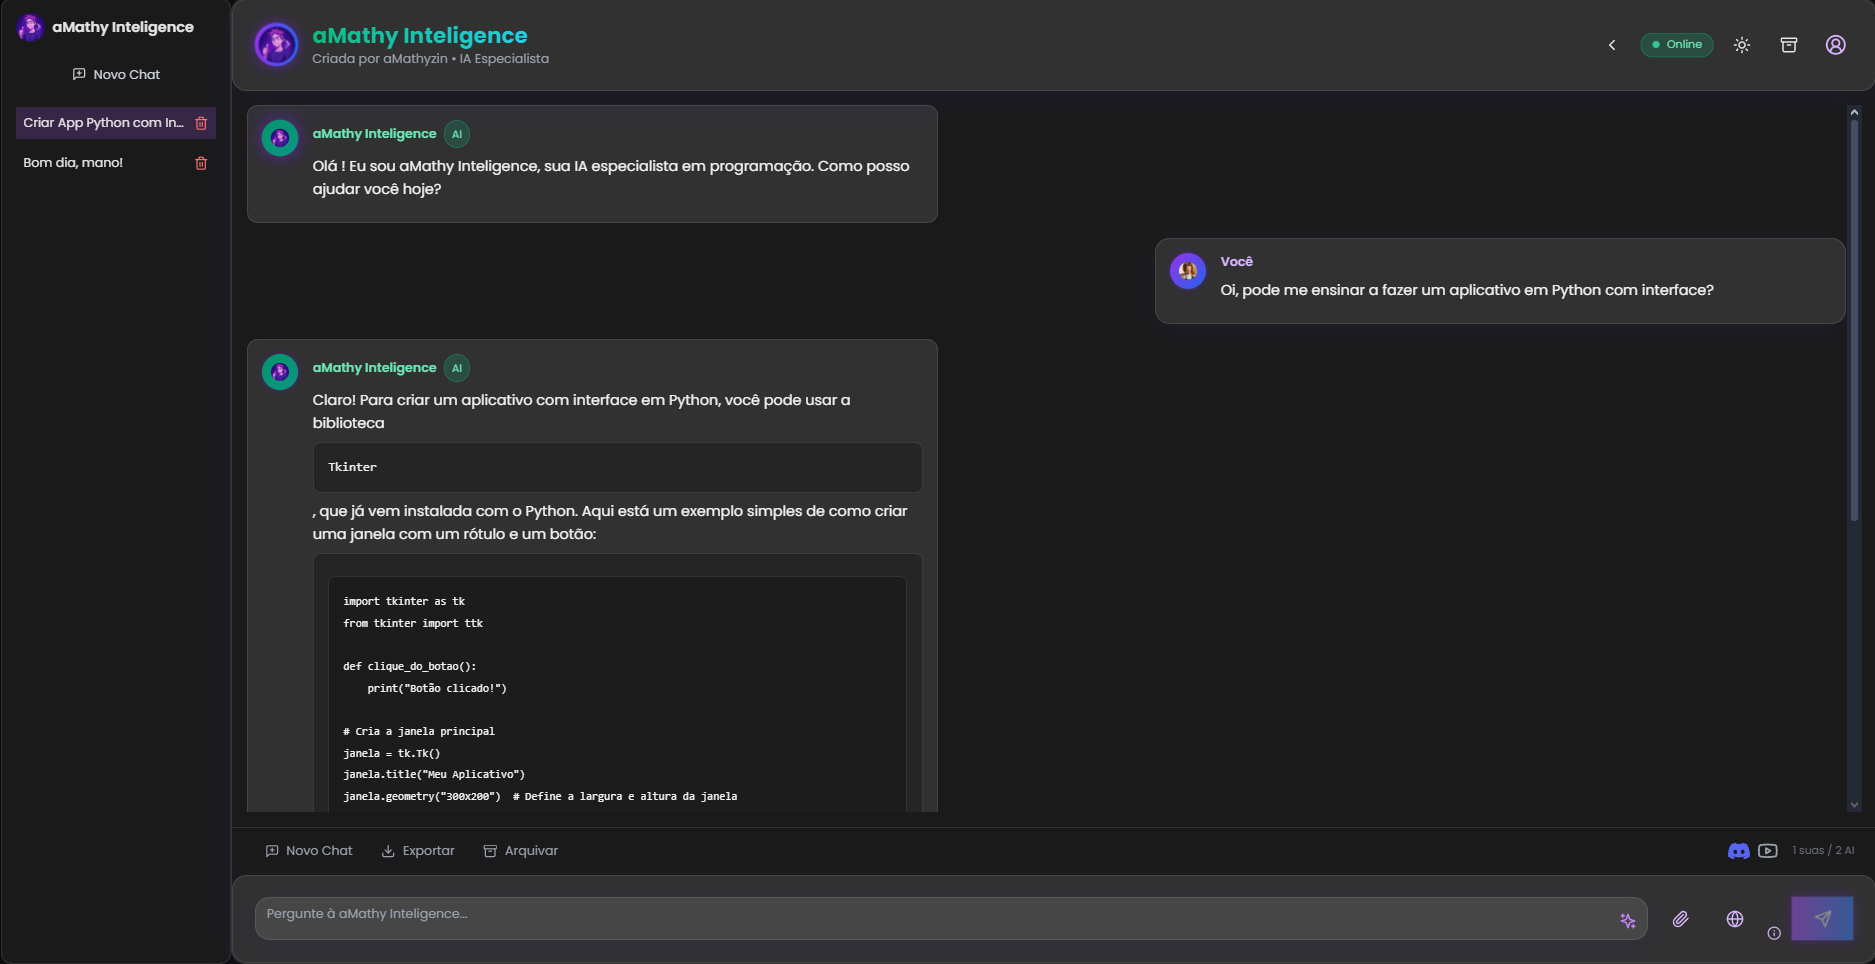 aMathy Inteligence
Novo Chat
Criar App Python com In...
Bom dia, mano!
aMathy Inteligence
Criada por aMathyzin • IA Especialista
Online
aMathy Inteligence AI
Olá ! Eu sou aMathy Inteligence, sua IA especialista em programação. Como posso
ajudar você hoje?
Você
Oi, pode me ensinar a fazer um aplicativo em Python com interface?
aMathy Inteligence AI
Claro! Para criar um aplicativo com interface em Python, você pode usar a
biblioteca
Tkinter
, que já vem instalada com o Python. Aqui está um exemplo simples de como criar
uma janela com um rótulo e um botão:
import tkinter as tk
from tkinter import ttk
def clique_do_botao():
    print("Botão clicado!")
# Cria a janela principal
janela = tk.Tk()
janela.title("Meu Aplicativo")
janela.geometry("300x200")  # Define a largura e altura da janela
Novo Chat
Exportar
Arquivar
1 suas / 2 AI
Pergunte à aMathy Inteligence...